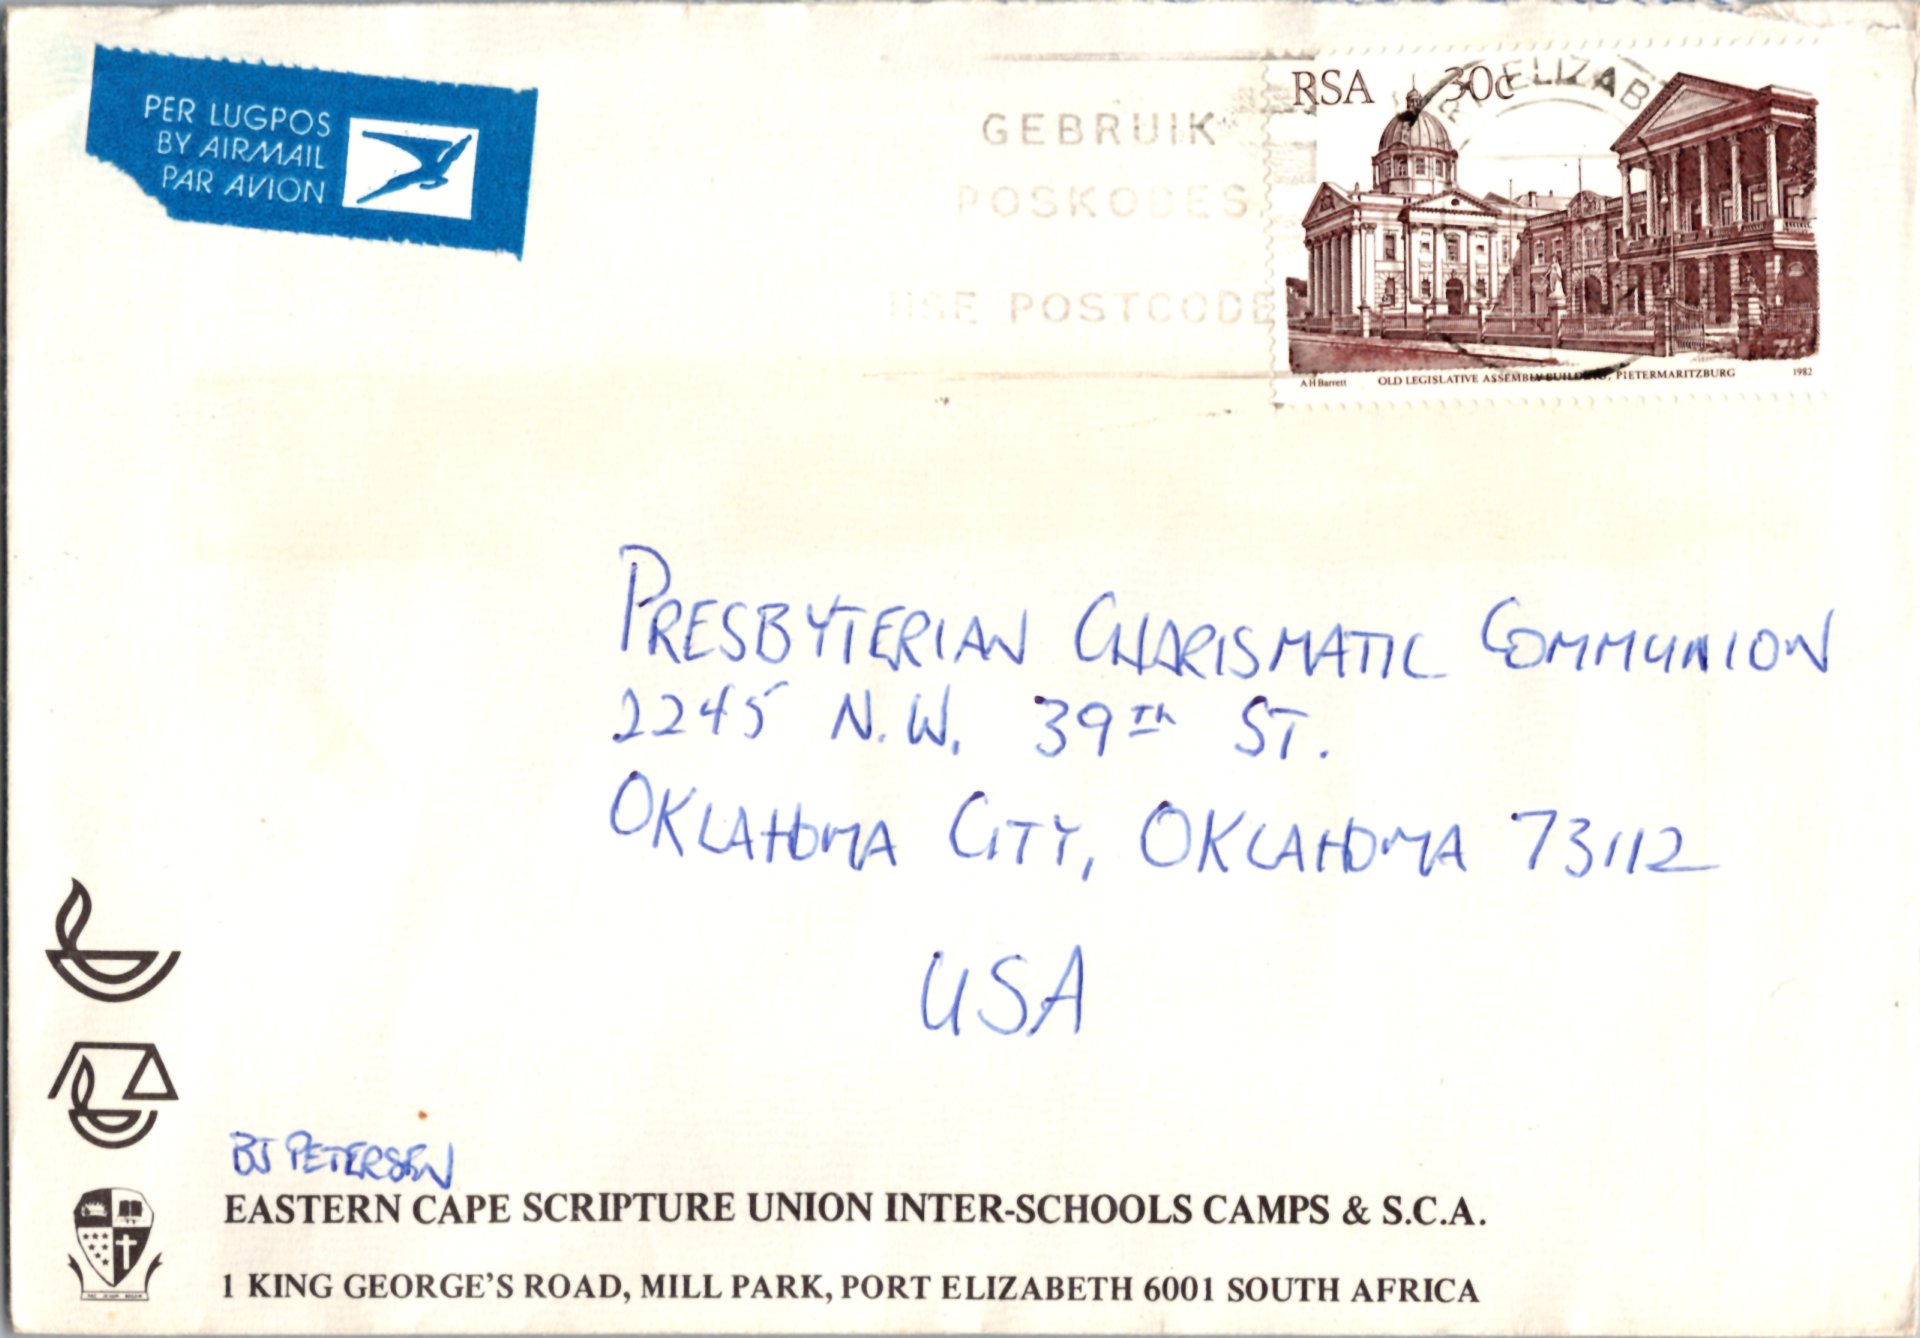 PER LUGPOS
BY AIRMAIL
PAR AVION
GEBRUIK
POSKODES
USE POSTCODE
RSA 30c
ELIZAB
A H Barrett OLD LEGISLATIVE ASSEMBLY BUILDING, PIETERMARITZBURG 1982
PRESBYTERIAN CHARISMATIC COMMUNION
2245 N.W. 39TH ST.
OKLAHOMA CITY, OKLAHOMA 73112
USA
BJ PETERSEN
EASTERN CAPE SCRIPTURE UNION INTER-SCHOOLS CAMPS & S.C.A.
1 KING GEORGE'S ROAD, MILL PARK, PORT ELIZABETH 6001 SOUTH AFRICA